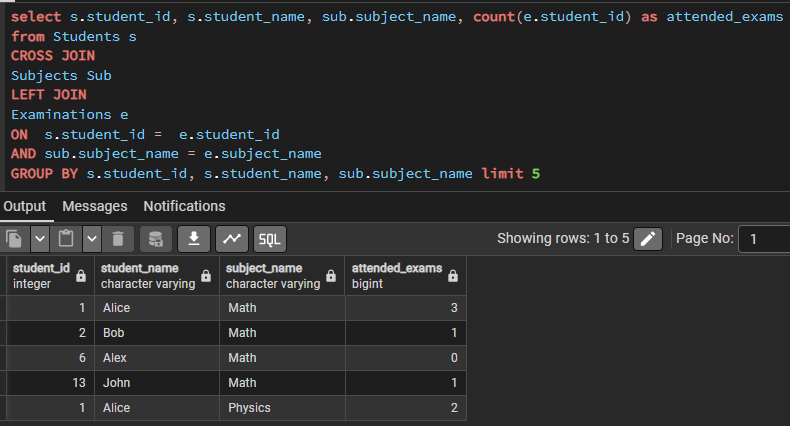 select s.student_id, s.student_name, sub.subject_name, count(e.student_id) as attended_exams
from Students s
CROSS JOIN
Subjects Sub
LEFT JOIN
Examinations e
ON  s.student_id =  e.student_id
AND sub.subject_name = e.subject_name
GROUP BY s.student_id, s.student_name, sub.subject_name limit 5
Output Messages Notifications
SQL Showing rows: 1 to 5 Page No: 1
student_id student_name subject_name attended_exams
integer character varying character varying bigint
1 Alice Math 3
2 Bob Math 1
6 Alex Math 0
13 John Math 1
1 Alice Physics 2